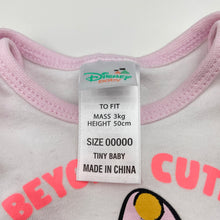 Disney
TO FIT
MASS 3kg
HEIGHT 50cm
SIZE 00000
TINY BABY
MADE IN CHINA
BEYO CUT